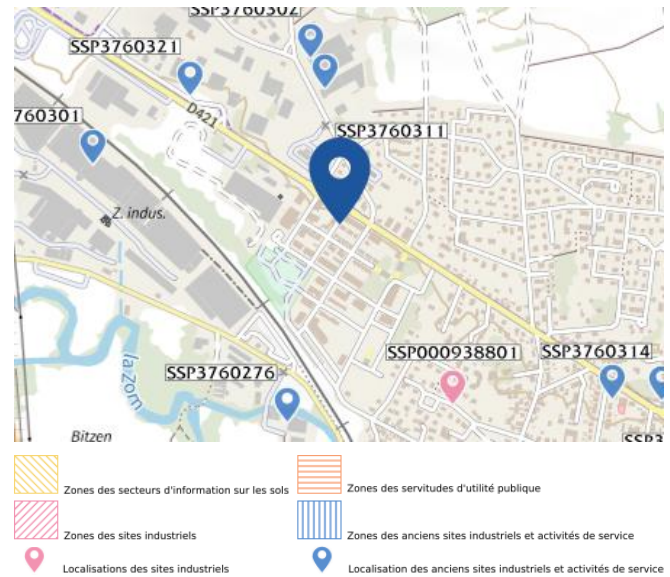 SSP3760302
SSP3760321
D421
3760301
SSP3760311
Z. indus.
la Zorn
SSP000938801
SSP3760314
SSP3760276
Bitzen
Zones des secteurs d'information sur les sols
Zones des servitudes d'utilité publique
Zones des sites industriels
Zones des anciens sites industriels et activités de service
Localisations des sites industriels
Localisation des anciens sites industriels et activités de service